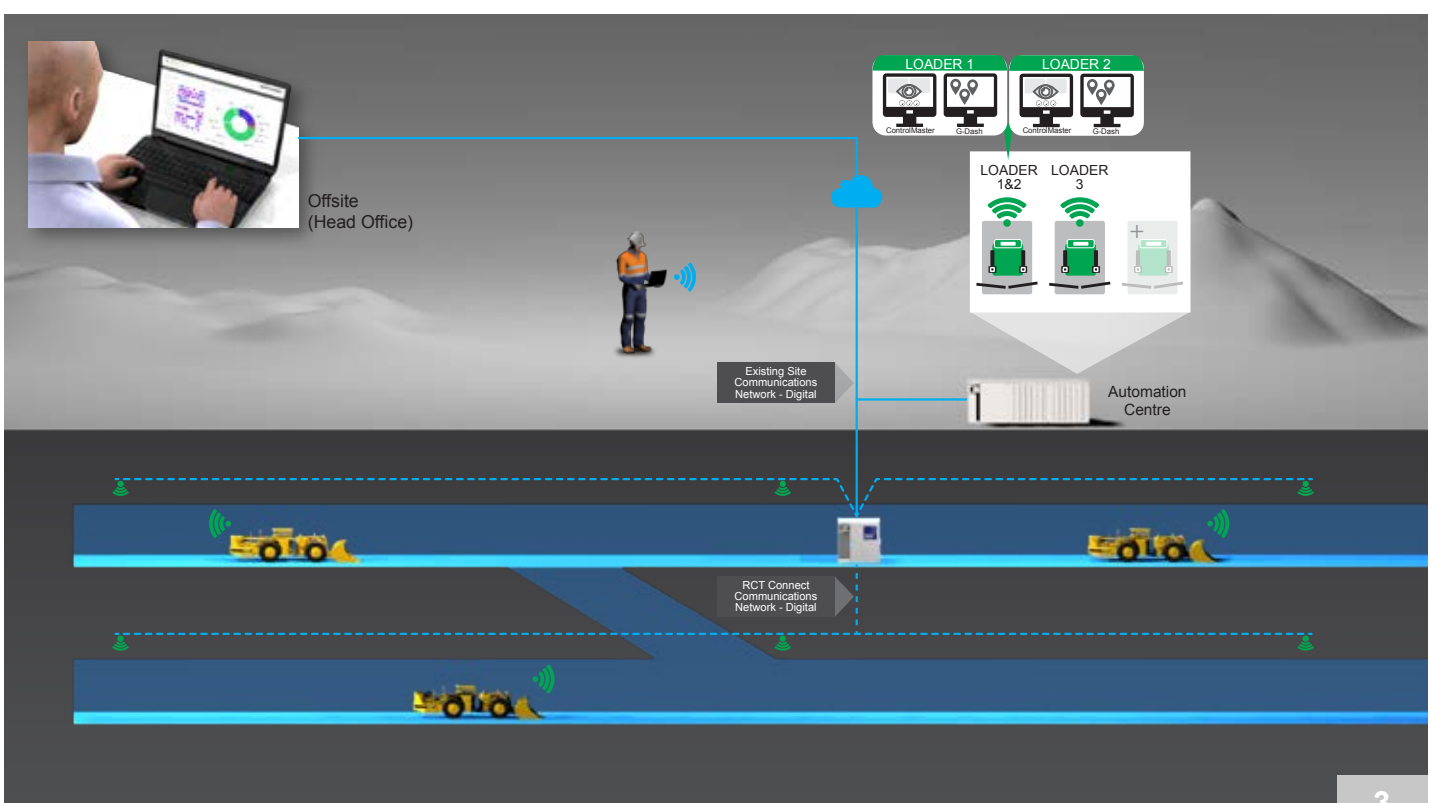 LOADER 1
LOADER 2
ControlMaster
G-Dash
ControlMaster
G-Dash
LOADER
1&2
LOADER
3
+
Offsite
(Head Office)
Existing Site
Communications
Network - Digital
Automation
Centre
RCT Connect
Communications
Network - Digital
3